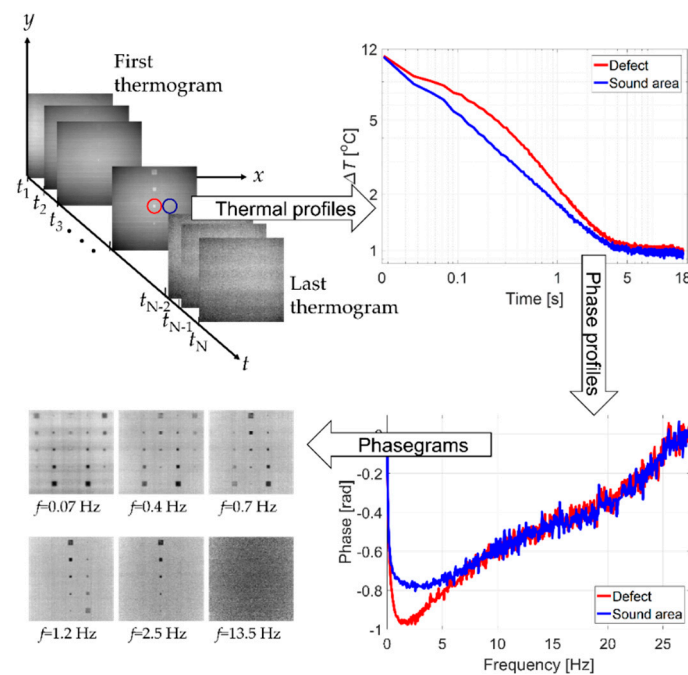 y
First
thermogram
x
t1
t2
t3
Thermal profiles
Last
thermogram
tN-2
tN-1
tN
t
12
5
2
1
ΔT [°C]
Defect
Sound area
0.1
1
5
18
Time [s]
Phase profiles
Phasegrams
f=0.07 Hz
f=0.4 Hz
f=0.7 Hz
f=1.2 Hz
f=2.5 Hz
f=13.5 Hz
0
-0.2
-0.4
-0.6
-0.8
-1
Phase [rad]
Defect
Sound area
0
5
10
15
20
25
Frequency [Hz]